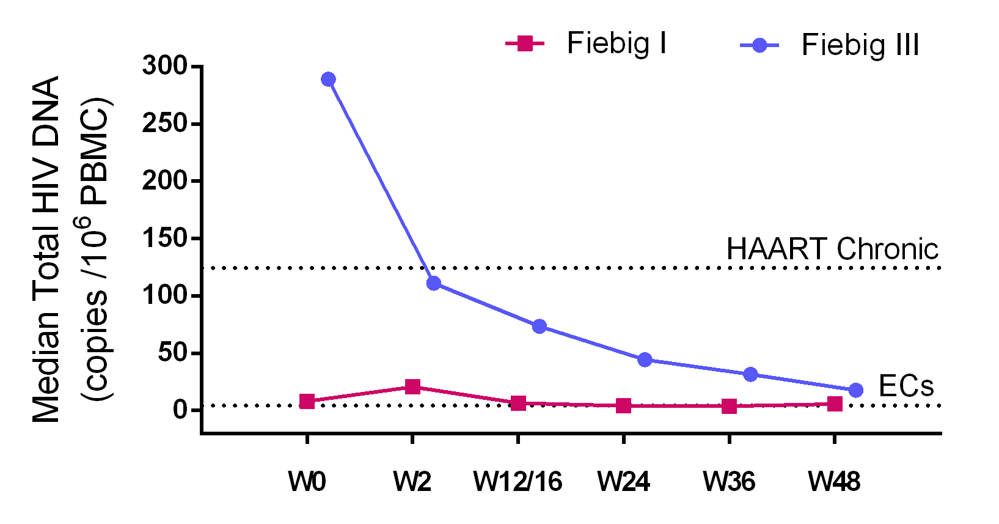 Fiebig I
Fiebig III
Median Total HIV DNA
(copies /10⁶ PBMC)
300
250
200
150
100
50
0
HAART Chronic
ECs
W0
W2
W12/16
W24
W36
W48